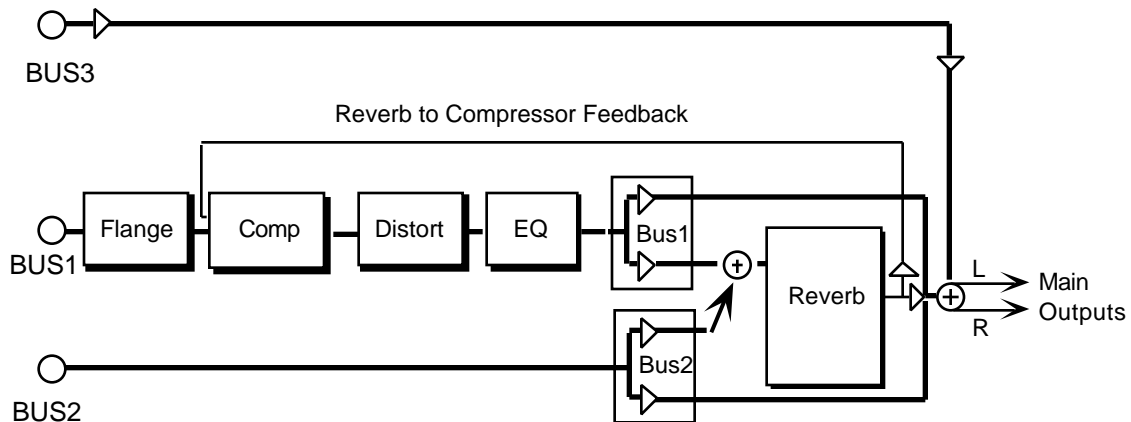 BUS3
Reverb to Compressor Feedback
Flange
Comp
Distort
EQ
Bus1
BUS1
Reverb
L
Main
Outputs
R
Bus2
BUS2